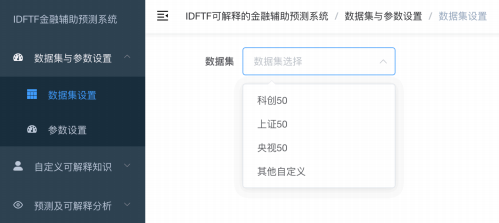 IDFTF金融辅助预测系统
IDFTF可解释的金融辅助预测系统 / 数据集与参数设置 / 数据集设置
数据集与参数设置
数据集设置
参数设置
自定义可解释知识
预测及可解释分析
数据集 数据集选择
科创50
上证50
央视50
其他自定义